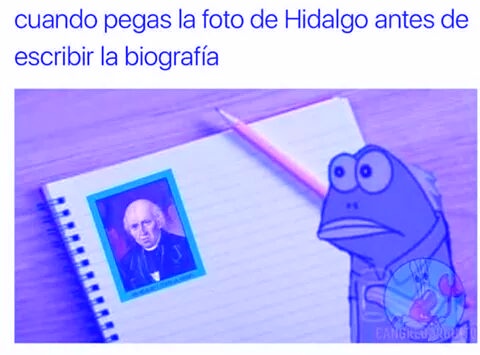 cuando pegas la foto de Hidalgo antes de
escribir la biografía